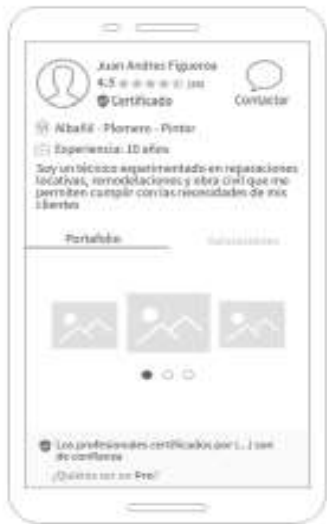 Juan Andres Figueroa
4.5
Certificado
Contactar
Albañil - Plomero - Pintor
Experiencia: 10 años
Soy un técnico experimentado en reparaciones
locativas, remodelaciones y obra civil que me
permiten cumplir con las necesidades de mis
clientes
Portafolio
Los profesionales certificados por (...) son
de confianza
¿Quieres ser un Pro?